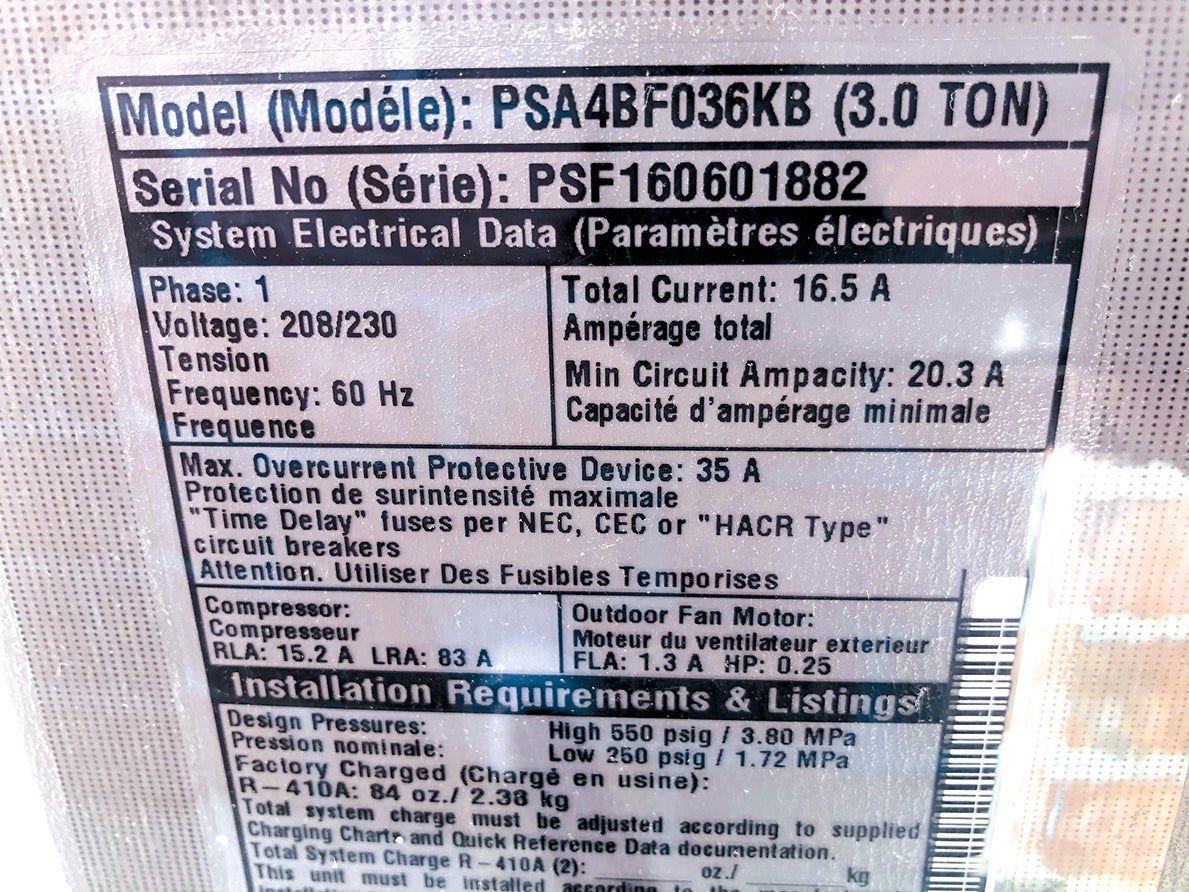 Model (Modéle): PSA4BF036KB (3.0 TON)
Serial No (Série): PSF160601882
System Electrical Data (Paramètres électriques)
Phase: 1
Voltage: 208/230
Tension
Frequency: 60 Hz
Frequence
Total Current: 16.5 A
Ampérage total
Min Circuit Ampacity: 20.3 A
Capacité d'ampérage minimale
Max. Overcurrent Protective Device: 35 A
Protection de surintensité maximale
"Time Delay" fuses per NEC, CEC or "HACR Type"
circuit breakers
Attention. Utiliser Des Fusibles Temporises
Compressor:
Compresseur
RLA: 15.2 A LRA: 83 A
Outdoor Fan Motor:
Moteur du ventilateur exterieur
FLA: 1.3 A HP: 0.25
Installation Requirements & Listings
Design Pressures: High 550 psig / 3.80 MPa
Pression nominale: Low 250 psig / 1.72 MPa
Factory Charged (Chargé en usine):
R-410A: 84 oz./ 2.38 kg
Total system charge must be adjusted according to supplied
Charging Charts and Quick Reference Data documentation.
Total System Charge R-410A (2): ______ oz./ ______ kg
This unit must be installed according to the